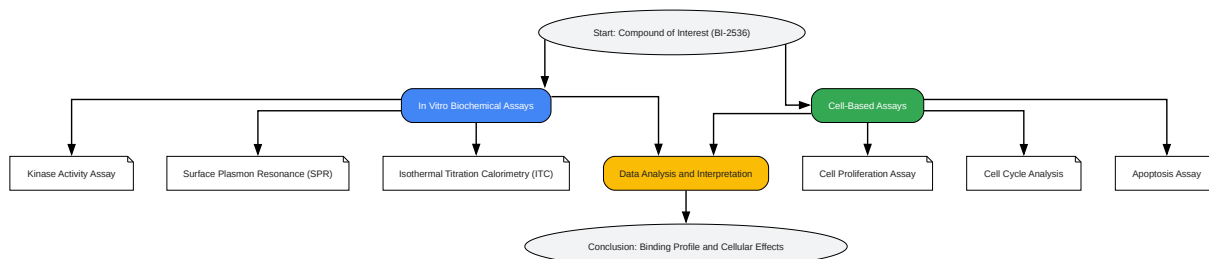 Start: Compound of Interest (BI-2536)
In Vitro Biochemical Assays
Cell-Based Assays
Kinase Activity Assay
Surface Plasmon Resonance (SPR)
Isothermal Titration Calorimetry (ITC)
Data Analysis and Interpretation
Cell Proliferation Assay
Cell Cycle Analysis
Apoptosis Assay
Conclusion: Binding Profile and Cellular Effects